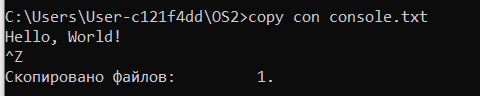 C:\Users\User-c121f4dd\OS2>copy con console.txt
Hello, World!
^Z
Скопировано файлов:         1.